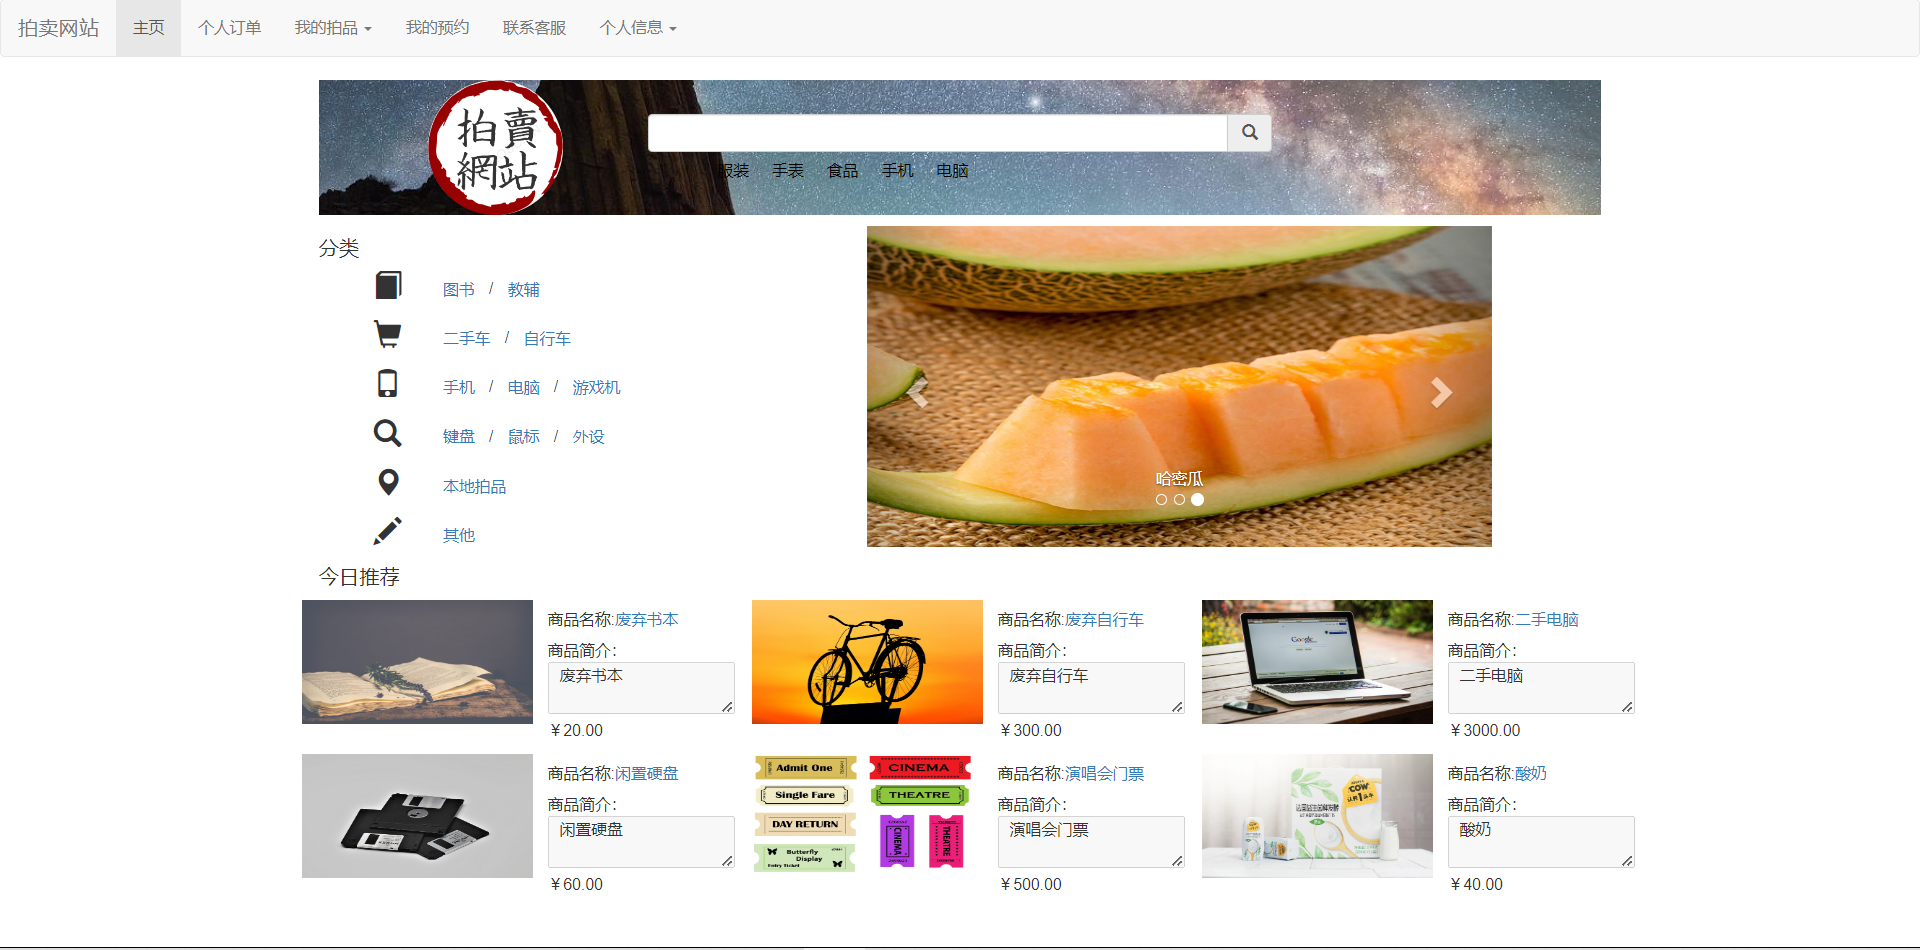 拍卖网站 主页 个人订单 我的拍品 我的预约 联系客服 个人信息
拍賣
網站
服装 手表 食品 手机 电脑
分类
图书 / 教辅
二手车 / 自行车
手机 / 电脑 / 游戏机
键盘 / 鼠标 / 外设
本地拍品
其他
哈密瓜
今日推荐
商品名称:废弃书本
商品简介：
废弃书本
￥20.00
商品名称:废弃自行车
商品简介：
废弃自行车
￥300.00
Google
商品名称:二手电脑
商品简介：
二手电脑
￥3000.00
商品名称:闲置硬盘
商品简介：
闲置硬盘
￥60.00
Admit One
CINEMA
Single Fare
THEATRE
DAY RETURN
CINEMA
THEATRE
Butterfly
Display
Entry Ticket
商品名称:演唱会门票
商品简介：
演唱会门票
￥500.00
COW
商品名称:酸奶
商品简介：
酸奶
￥40.00